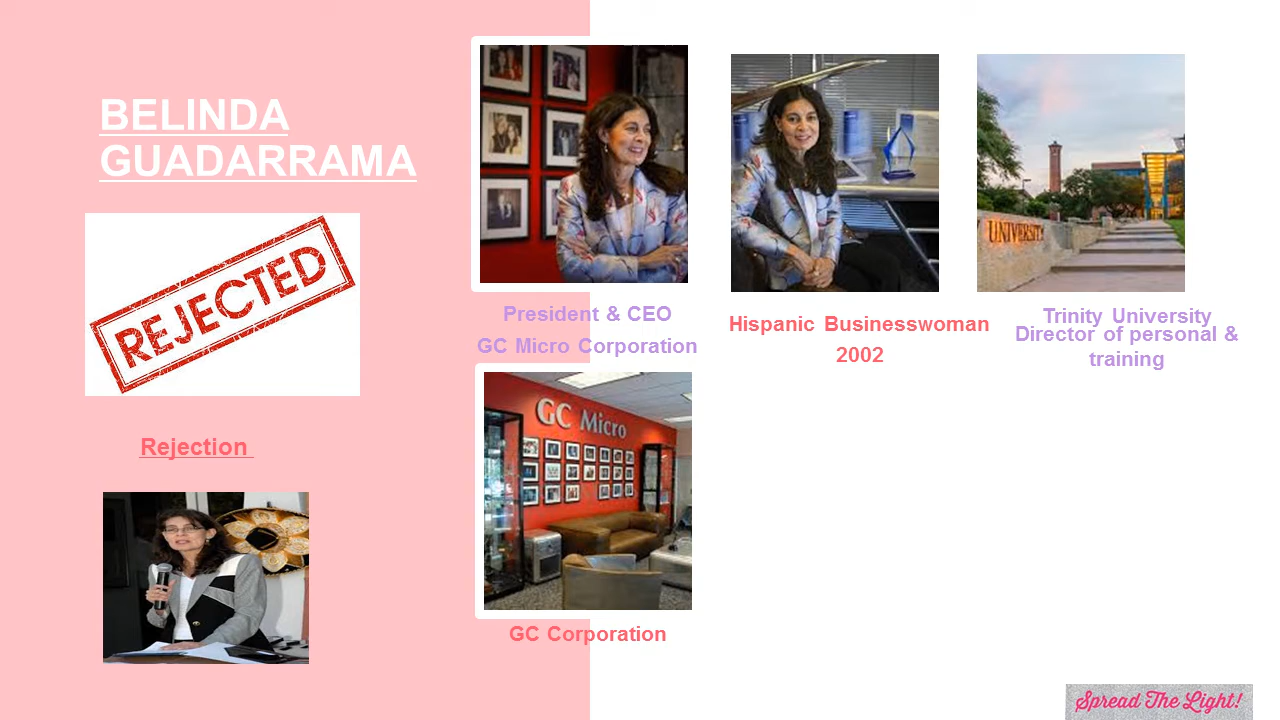 BELINDA
GUADARRAMA
REJECTED
Rejection
President & CEO
GC Micro Corporation
Hispanic Businesswoman
2002
UNIVERSITY
Trinity University
Director of personal &
training
GC Micro
GC Corporation
Spread The Light!